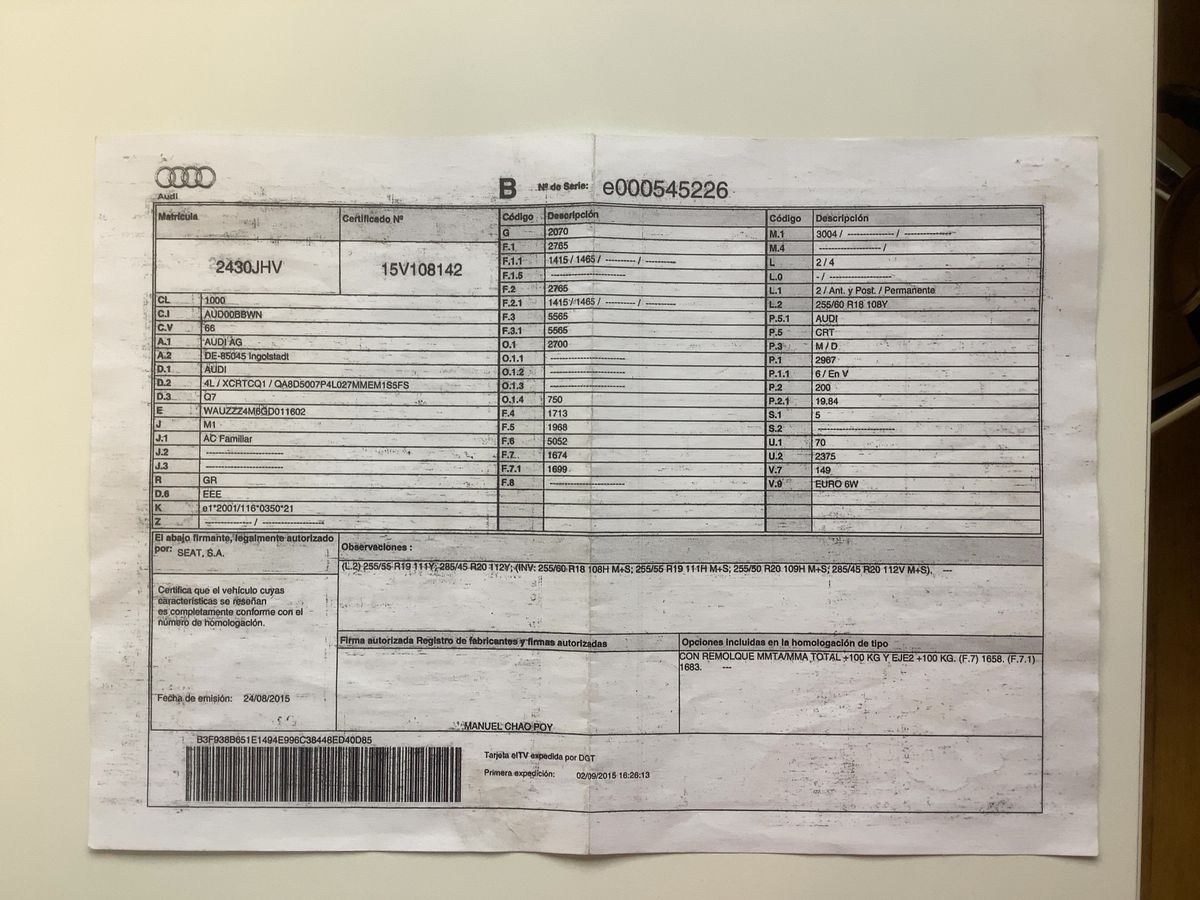 Audi
B Nº de Serie: e000545226
Matrícula
Certificado Nº
2430JHV
15V108142
CL 1000
C.I AUD00BBWN
C.V 66
A.1 AUDI AG
A.2 DE-85045 Ingolstadt
D.1 AUDI
D.2 4L / XCRTCQ1 / QA8D5007P4L027MMEM1S5FS
D.3 Q7
E WAUZZZ4M6GD011602
J M1
J.1 AC Familiar
J.2 ---------------------
J.3 ---------------------
R GR
D.6 EEE
K e1*2001/116*0350*21
Z ------------- / -----------------
Código Descripción
G 2070
F.1 2765
F.1.1 1415 / 1465 / --------- / ---------
F.1.5 ---------------------
F.2 2765
F.2.1 1415 / 1465 / --------- / ---------
F.3 5565
F.3.1 5565
O.1 2700
O.1.1 ---------------------
O.1.2 ---------------------
O.1.3 ---------------------
O.1.4 750
F.4 1713
F.5 1968
F.6 5052
F.7 1674
F.7.1 1699
F.8 ---------------------
Código Descripción
M.1 3004 / ------------- / -------------
M.4 ------------------ /
L 2 / 4
L.0 - / -----------------
L.1 2 / Ant. y Post. / Permanente
L.2 255/60 R18 108Y
P.5.1 AUDI
P.5 CRT
P.3 M / D
P.1 2967
P.1.1 6 / En V
P.2 200
P.2.1 19.84
S.1 5
S.2 ---------------------
U.1 70
U.2 2375
V.7 149
V.9 EURO 6W
El abajo firmante, legalmente autorizado
por: SEAT, S.A.
Certifica que el vehículo cuyas
características se reseñan
es completamente conforme con el
número de homologación.
Fecha de emisión: 24/08/2015
Observaciones :
(L.2) 255/55 R19 111Y; 285/45 R20 112Y; (INV: 255/60 R18 108H M+S; 255/55 R19 111H M+S; 255/50 R20 109H M+S; 285/45 R20 112V M+S). ---
Firma autorizada Registro de fabricantes y firmas autorizadas
MANUEL CHAO POY
Opciones incluidas en la homologación de tipo
CON REMOLQUE MMTA/MMA TOTAL +100 KG Y EJE2 +100 KG. (F.7) 1658. (F.7.1)
1683. ---
B3F938B651E1494E996C38448ED40D85
Tarjeta eITV expedida por DGT
Primera expedición: 02/09/2015 16:26:13